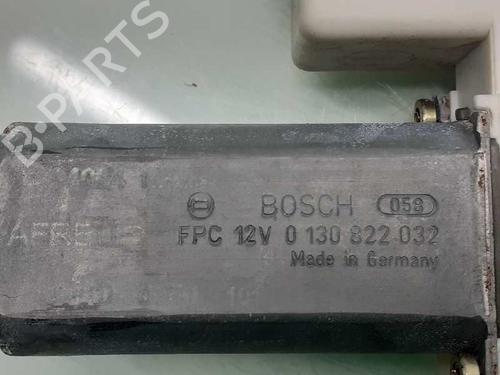 B-PARTS
BOSCH 058
FPC 12V 0 130 822 032
Made in Germany